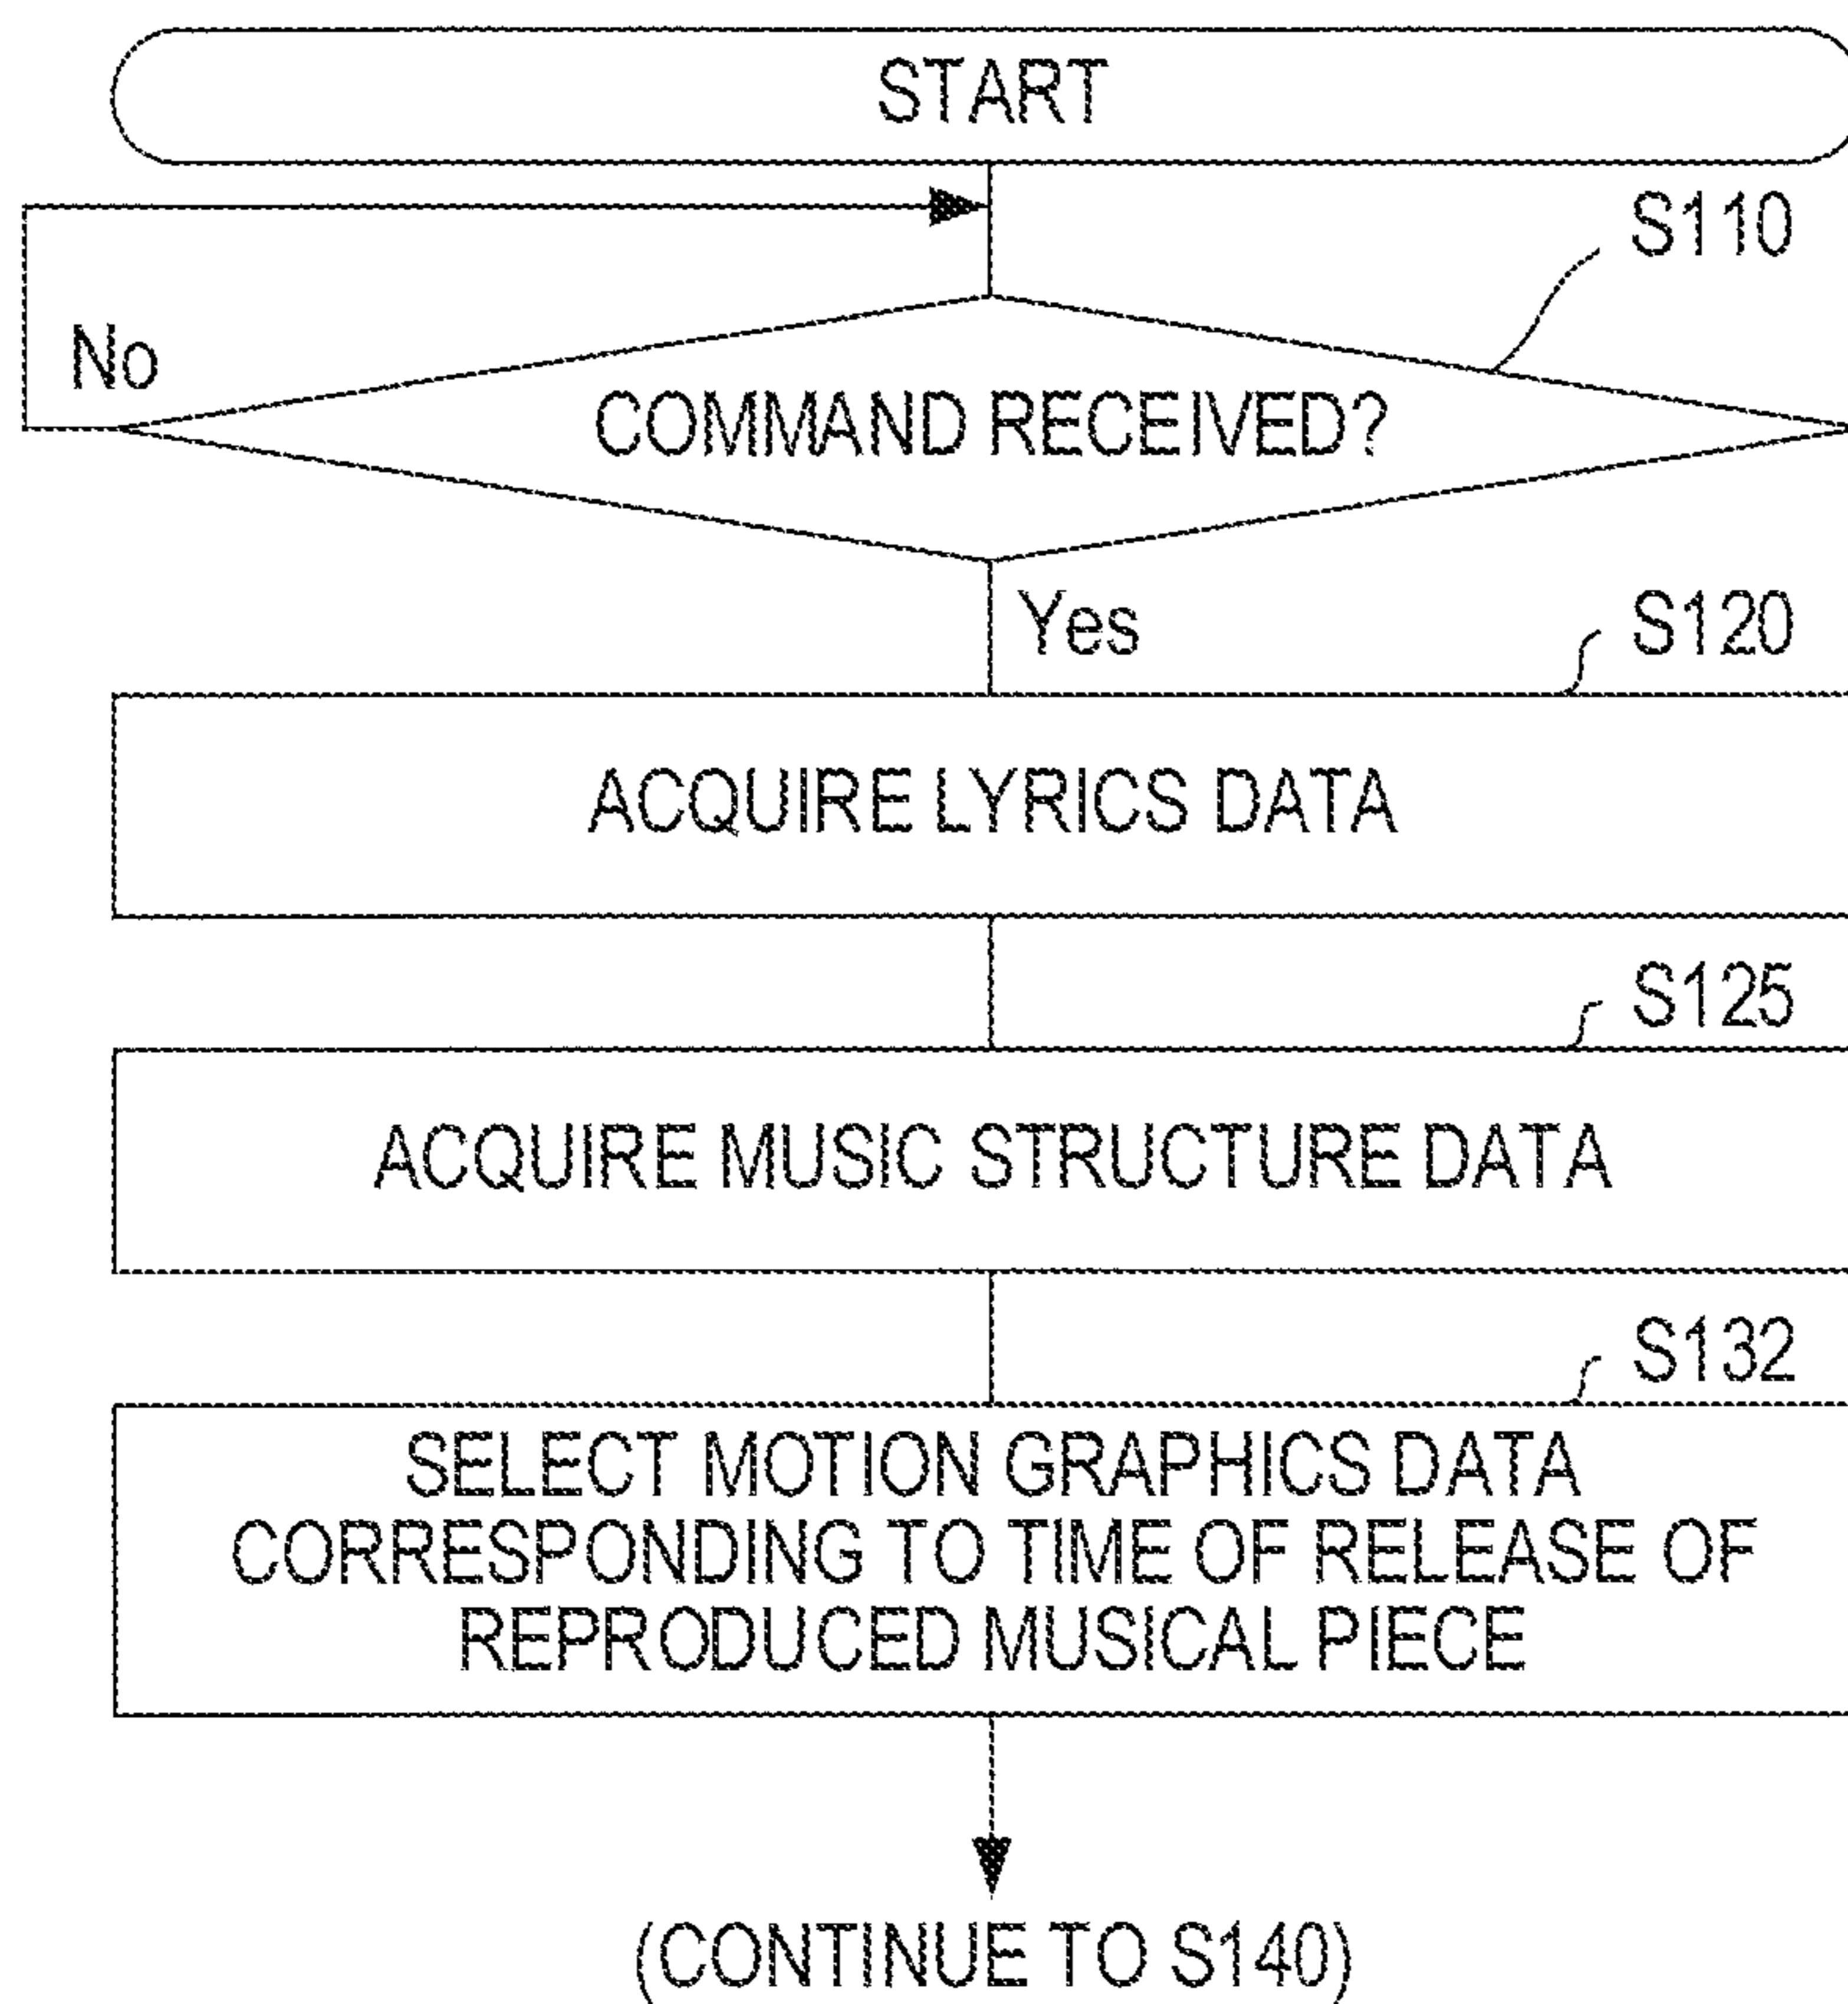 START
S110
No
COMMAND RECEIVED?
Yes
S120
ACQUIRE LYRICS DATA
S125
ACQUIRE MUSIC STRUCTURE DATA
S132
SELECT MOTION GRAPHICS DATA
CORRESPONDING TO TIME OF RELEASE OF
REPRODUCED MUSICAL PIECE
(CONTINUE TO S140)